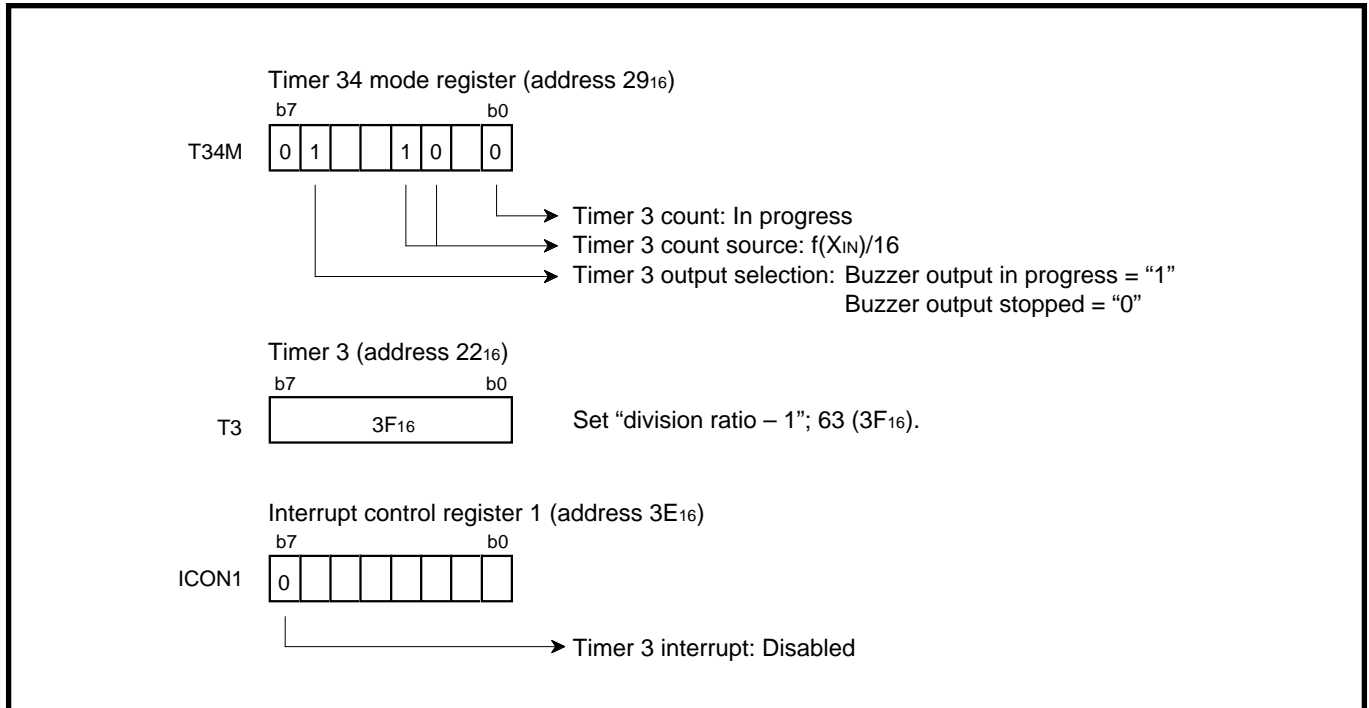 Timer 34 mode register (address 2916)
b7 b0
T34M 0 1 1 0 0
Timer 3 count: In progress
Timer 3 count source: f(XIN)/16
Timer 3 output selection: Buzzer output in progress = “1”
Buzzer output stopped = “0”
Timer 3 (address 2216)
b7 b0
T3 3F16 Set “division ratio – 1”; 63 (3F16).
Interrupt control register 1 (address 3E16)
b7 b0
ICON1 0
Timer 3 interrupt: Disabled